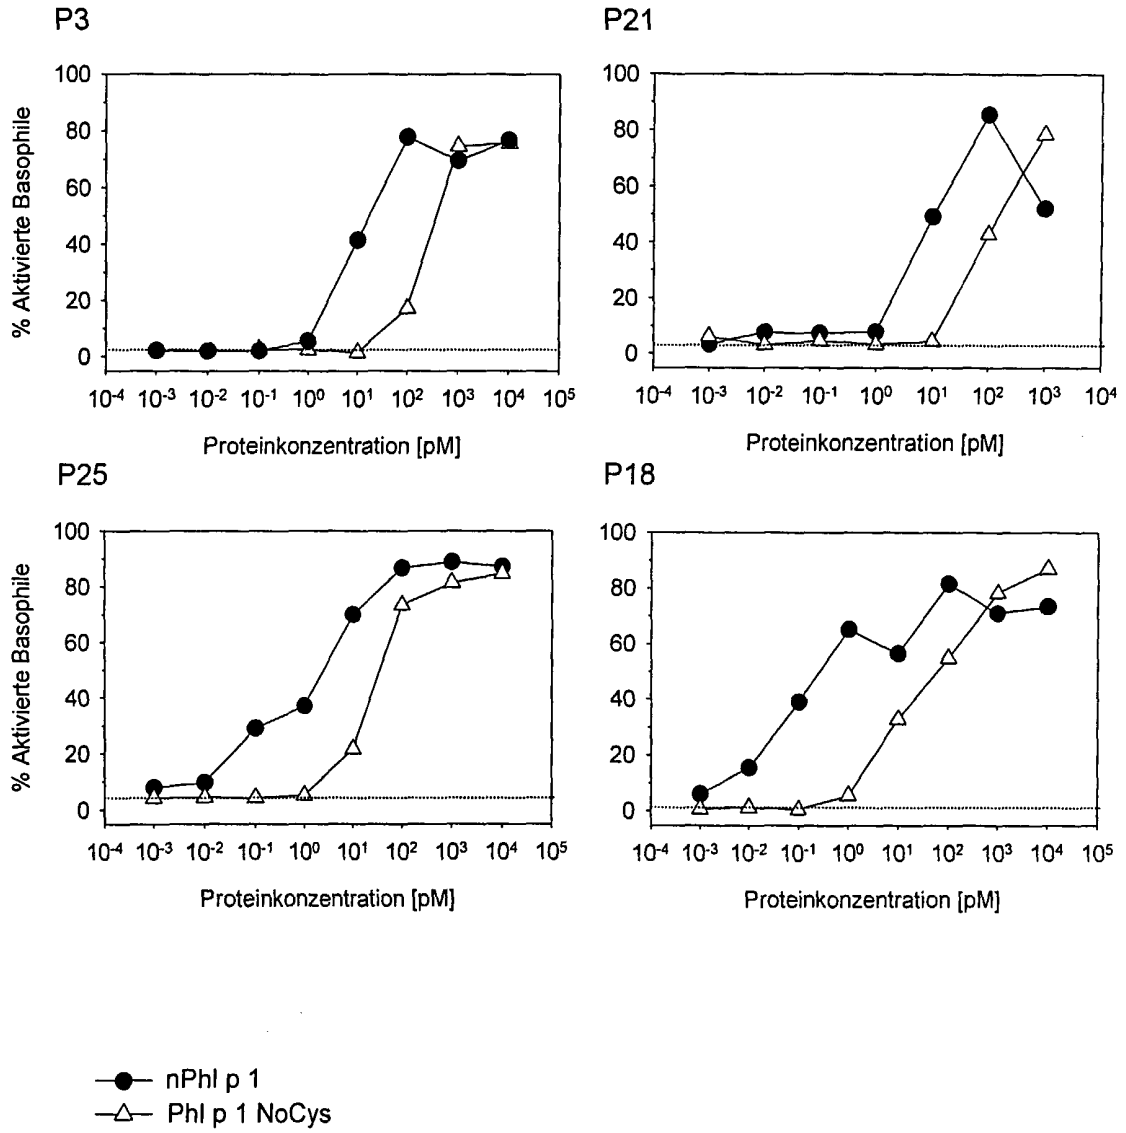 P3
100
80
60
40
20
0
% Aktivierte Basophile
10⁻⁴ 10⁻³ 10⁻² 10⁻¹ 10⁰ 10¹ 10² 10³ 10⁴ 10⁵
Proteinkonzentration [pM]
P21
100
80
60
40
20
0
10⁻⁴ 10⁻³ 10⁻² 10⁻¹ 10⁰ 10¹ 10² 10³ 10⁴
Proteinkonzentration [pM]
P25
100
80
60
40
20
0
% Aktivierte Basophile
10⁻⁴ 10⁻³ 10⁻² 10⁻¹ 10⁰ 10¹ 10² 10³ 10⁴ 10⁵
Proteinkonzentration [pM]
P18
100
80
60
40
20
0
10⁻⁴ 10⁻³ 10⁻² 10⁻¹ 10⁰ 10¹ 10² 10³ 10⁴ 10⁵
Proteinkonzentration [pM]
nPhl p 1
Phl p 1 NoCys